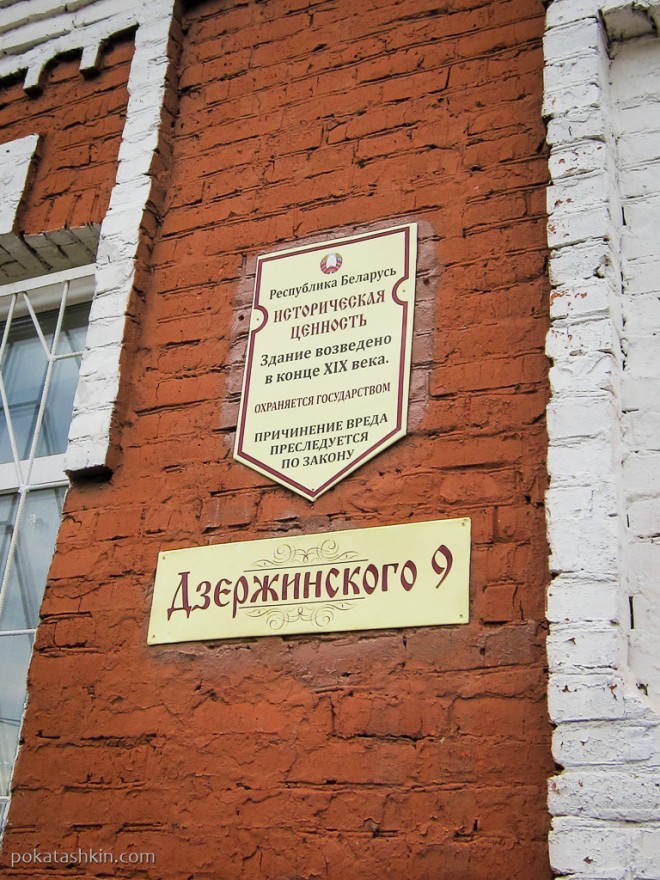 Республика Беларусь
ИСТОРИЧЕСКАЯ
ЦЕННОСТЬ
Здание возведено
в конце XIX века.
ОХРАНЯЕТСЯ ГОСУДАРСТВОМ
ПРИЧИНЕНИЕ ВРЕДА
ПРЕСЛЕДУЕТСЯ
ПО ЗАКОНУ
Дзержинского 9
pokatashkin.com